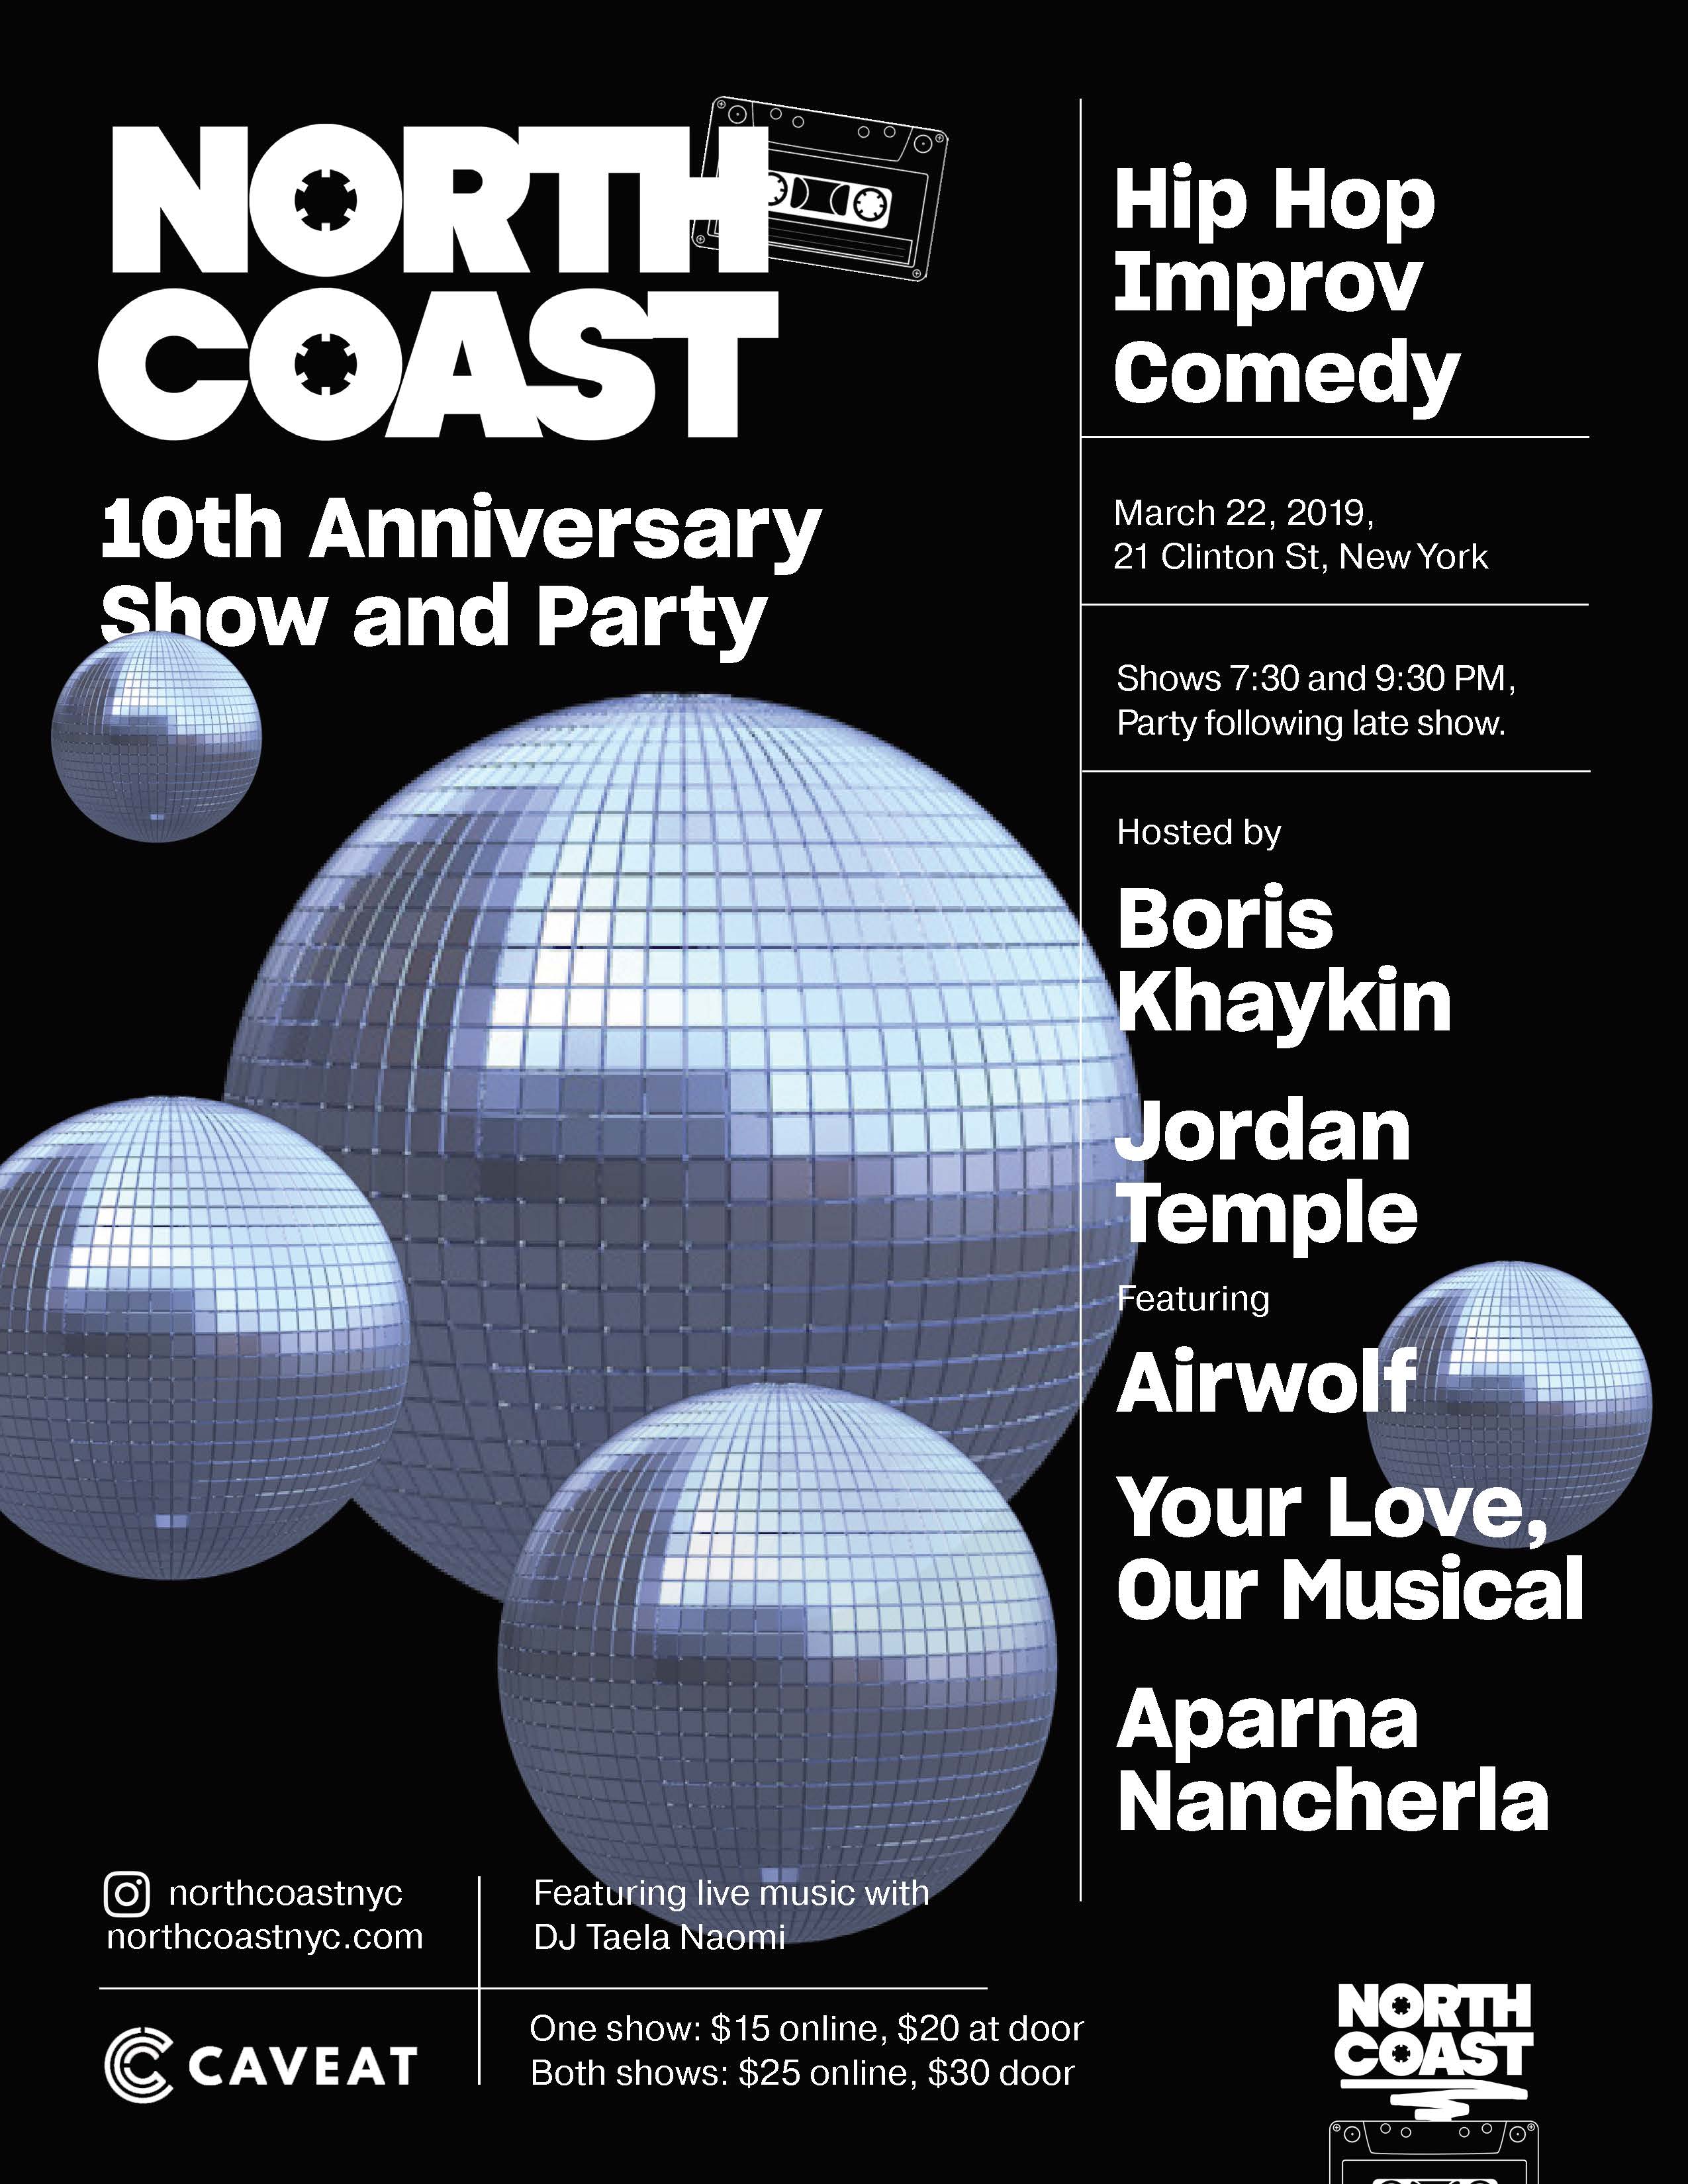 NORTH
COAST
10th Anniversary
Show and Party
Hip Hop
Improv
Comedy
March 22, 2019,
21 Clinton St, New York
Shows 7:30 and 9:30 PM,
Party following late show.
Hosted by
Boris
Khaykin
Jordan
Temple
Featuring
Airwolf
Your Love,
Our Musical
Aparna
Nancherla
northcoastnyc
northcoastnyc.com
Featuring live music with
DJ Taela Naomi
CAVEAT
One show: $15 online, $20 at door
Both shows: $25 online, $30 door
NORTH
COAST